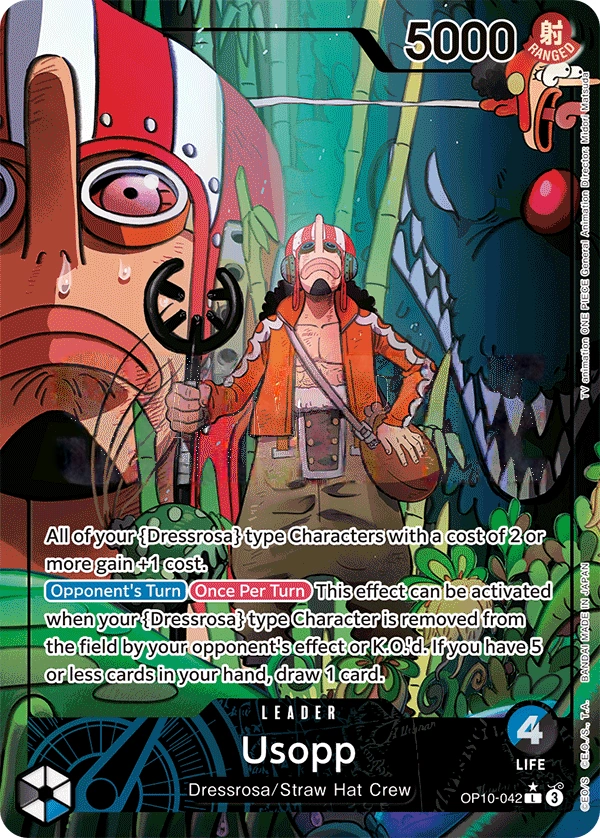 5000
射
RANGED
TV animation ONE PIECE General Animation Director: Midori Matsuda
All of your {Dressrosa} type Characters with a cost of 2 or
more gain +1 cost.
Opponent's Turn Once Per Turn This effect can be activated
when your {Dressrosa} type Character is removed from
the field by your opponent's effect or K.O.'d. If you have 5
or less cards in your hand, draw 1 card.
BANDAI MADE IN JAPAN
©E.O/S ©E.O./S., T.A.
LEADER
Usopp
Dressrosa/Straw Hat Crew
4
LIFE
OP10-042 L 3